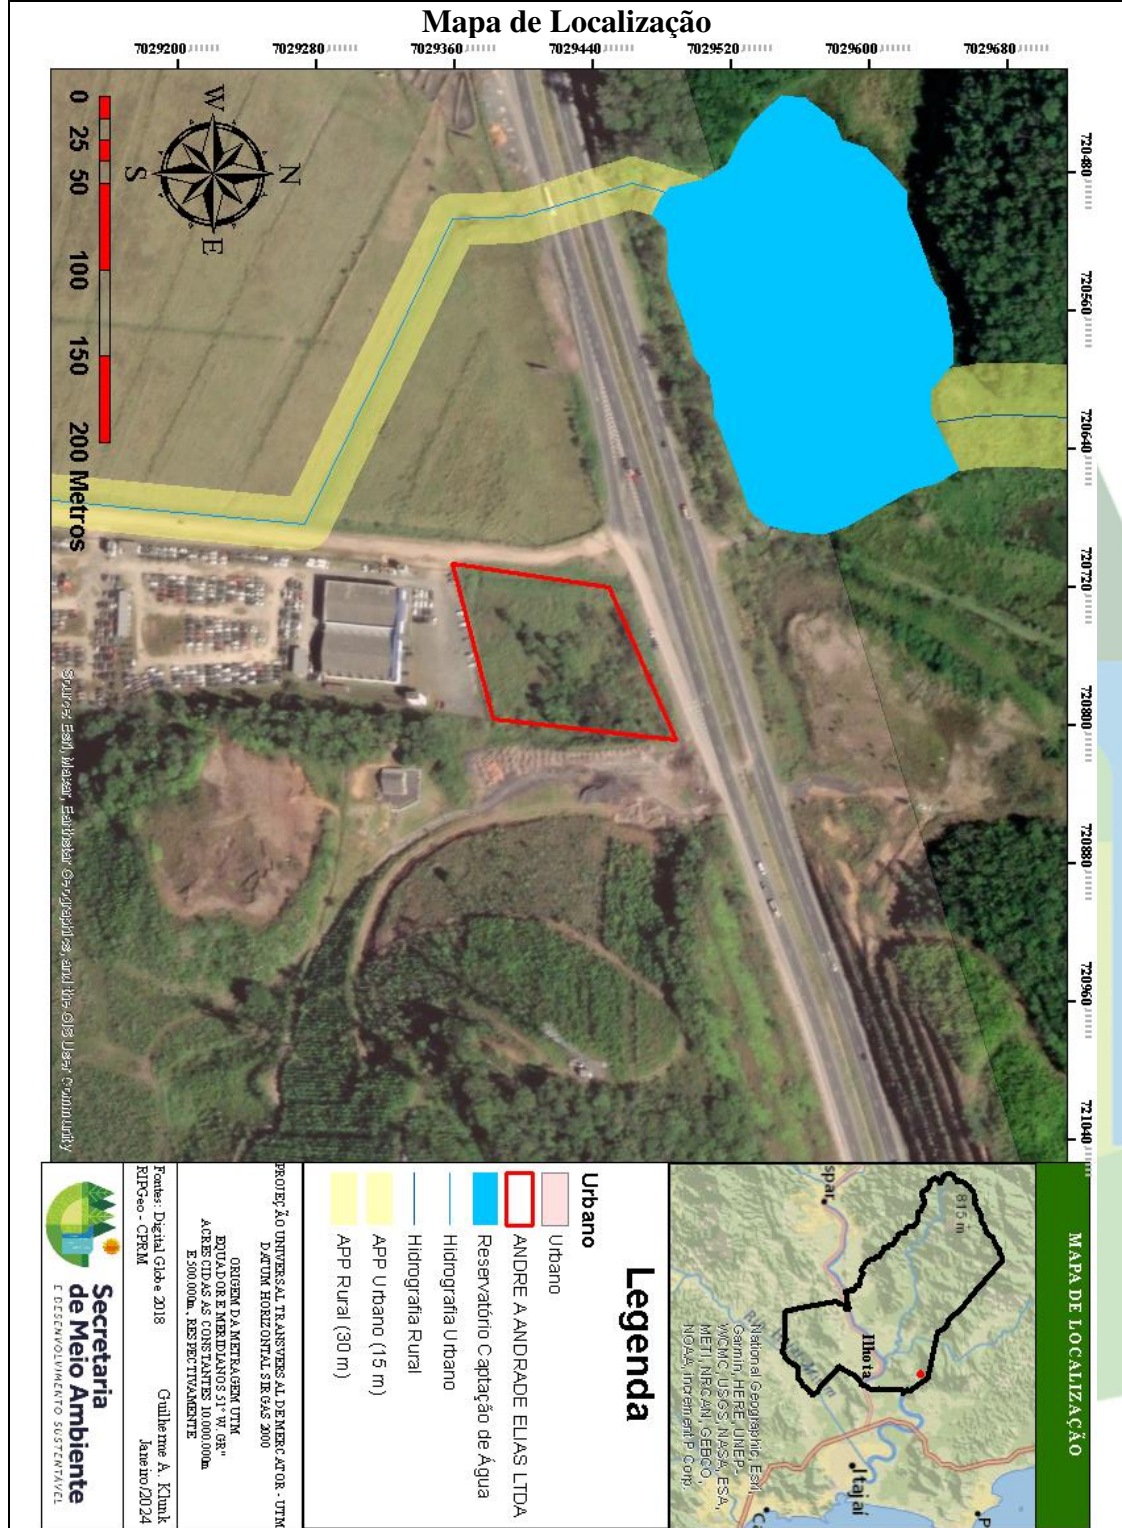 Mapa de Localização
7029200
7029280
7029360
7029440
7029520
7029600
7029680
720480
720560
720640
720720
720800
720880
720960
721040
W
N
S
E
0 25 50 100 150 200 Metros
Source: Esri, Maxar, Earthstar Geographics, and the GIS User Community
MAPA DE LOCALIZAÇÃO
815 m
spar
Ilhota
Itajaí
National Geographic, Esri,
Garmin, HERE, UNEP-
WCMC, USGS, NASA, ESA,
METI, NRCAN, GEBCO,
NOAA, increment P Corp.
Legenda
Urbano
Urbano
ANDRE A ANDRADE ELIAS LTDA
Reservatório Captação de Água
Hidrografia Urbano
Hidrografia Rural
APP Urbano (15 m)
APP Rural (30 m)
PROJEÇÃO UNIVERSAL TRANSVERSAL DE MERCATOR - UTM
DATUM HORIZONTAL SIRGAS 2000
ORIGEM DA METRAGEM UTM
EQUADOR E MERIDIANO S 51° W. GR"
ACRESCIDAS AS CONSTANTES 10.000.000m
E 500.000m, RESPECTIVAMENTE
Fontes: Digital Globe 2018
RIPGeo - CPRM
Guilherme A. Klunk
Janeiro/2024
Secretaria
de Meio Ambiente
E DESENVOLVIMENTO SUSTENTÁVEL